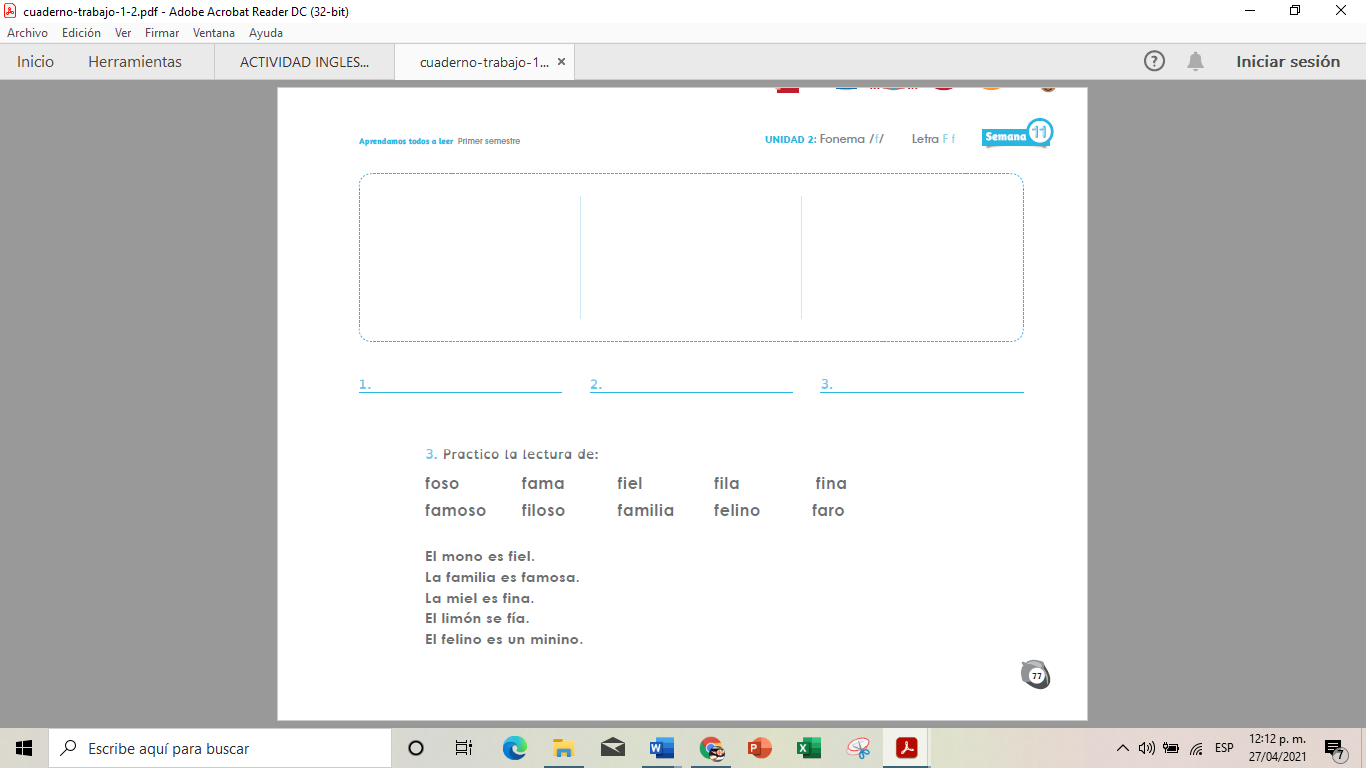 cuaderno-trabajo-1-2.pdf - Adobe Acrobat Reader DC (32-bit)
Archivo Edición Ver Firmar Ventana Ayuda
Inicio Herramientas ACTIVIDAD INGLES... cuaderno-trabajo-1... × ? Iniciar sesión
Aprendamos todos a leer Primer semestre UNIDAD 2: Fonema /f/ Letra F f Semana 11
1. 2. 3.
3. Practico la lectura de:
foso fama fiel fila fina
famoso filoso familia felino faro
El mono es fiel.
La familia es famosa.
La miel es fina.
El limón se fía.
El felino es un minino.
77
Escribe aquí para buscar ESP 12:12 p. m.
27/04/2021 7